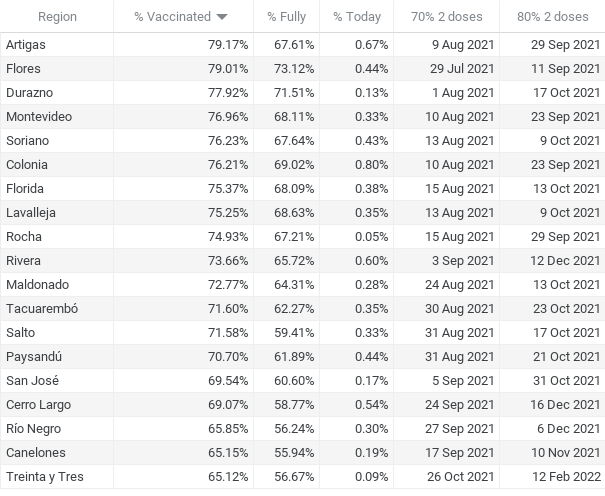 Region % Vaccinated % Fully % Today 70% 2 doses 80% 2 doses
Artigas 79.17% 67.61% 0.67% 9 Aug 2021 29 Sep 2021
Flores 79.01% 73.12% 0.44% 29 Jul 2021 11 Sep 2021
Durazno 77.92% 71.51% 0.13% 1 Aug 2021 17 Oct 2021
Montevideo 76.96% 68.11% 0.33% 10 Aug 2021 23 Sep 2021
Soriano 76.23% 67.64% 0.43% 13 Aug 2021 9 Oct 2021
Colonia 76.21% 69.02% 0.80% 10 Aug 2021 23 Sep 2021
Florida 75.37% 68.09% 0.38% 15 Aug 2021 13 Oct 2021
Lavalleja 75.25% 68.63% 0.35% 13 Aug 2021 9 Oct 2021
Rocha 74.93% 67.21% 0.05% 15 Aug 2021 29 Sep 2021
Rivera 73.66% 65.72% 0.60% 3 Sep 2021 12 Dec 2021
Maldonado 72.77% 64.31% 0.28% 24 Aug 2021 13 Oct 2021
Tacuarembó 71.60% 62.27% 0.35% 30 Aug 2021 23 Oct 2021
Salto 71.58% 59.41% 0.33% 31 Aug 2021 17 Oct 2021
Paysandú 70.70% 61.89% 0.44% 31 Aug 2021 21 Oct 2021
San José 69.54% 60.60% 0.17% 5 Sep 2021 31 Oct 2021
Cerro Largo 69.07% 58.77% 0.54% 24 Sep 2021 16 Dec 2021
Río Negro 65.85% 56.24% 0.30% 27 Sep 2021 6 Dec 2021
Canelones 65.15% 55.94% 0.19% 17 Sep 2021 10 Nov 2021
Treinta y Tres 65.12% 56.67% 0.09% 26 Oct 2021 12 Feb 2022